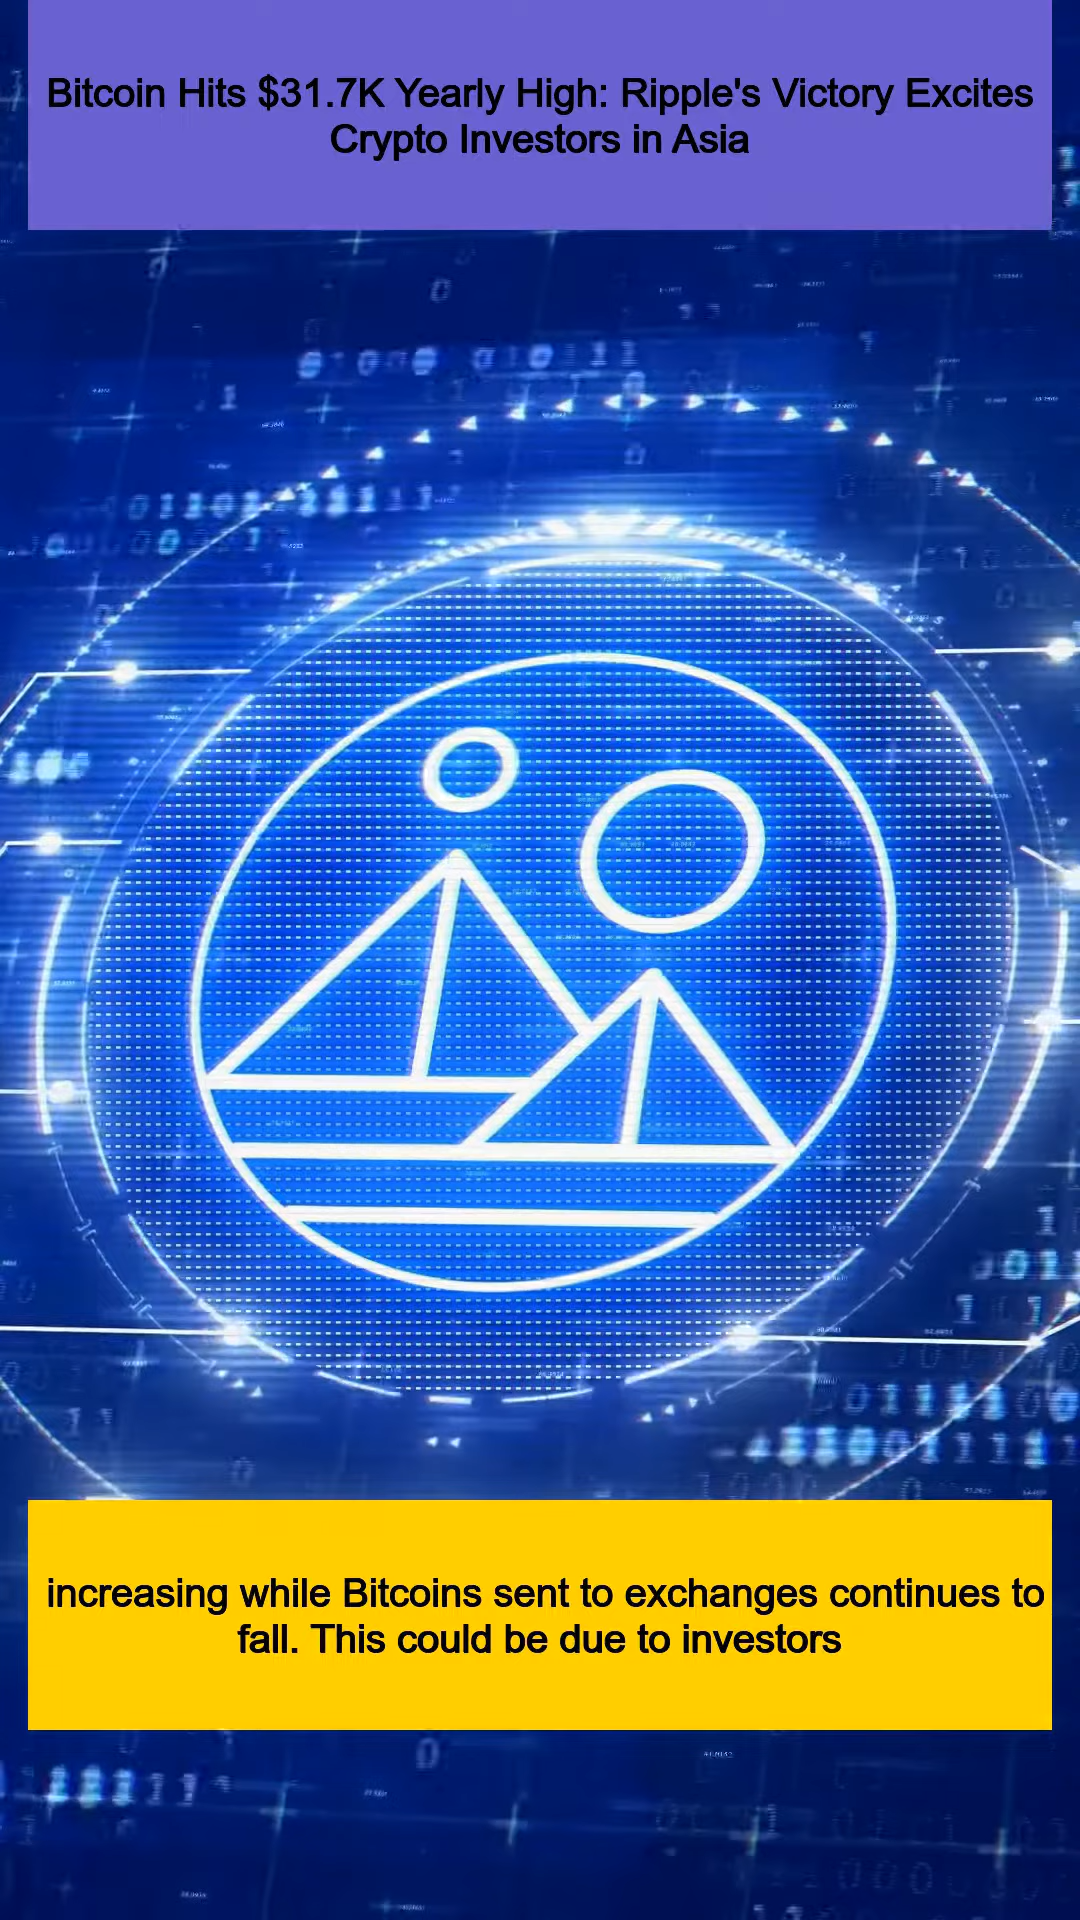 Bitcoin Hits $31.7K Yearly High: Ripple's Victory Excites
Crypto Investors in Asia
increasing while Bitcoins sent to exchanges continues to
fall. This could be due to investors